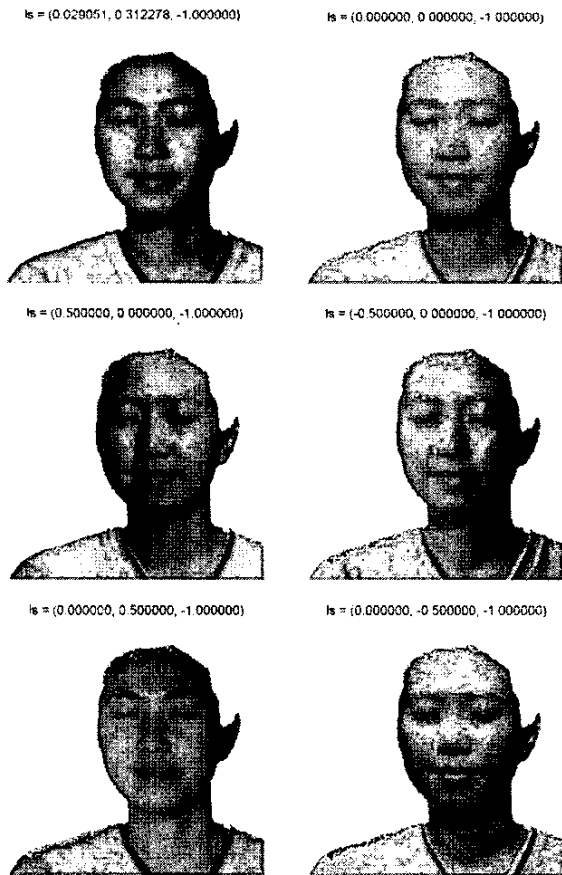 ls = (0.029051, 0.312278, -1.000000)
ls = (0.000000, 0.000000, -1 000000)
ls = (0.500000, 0.000000, -1.000000)
ls = (-0.500000, 0.000000, -1 000000)
ls = (0.000000, 0.500000, -1.000000)
ls = (0.000000, -0 500000, -1 000000)